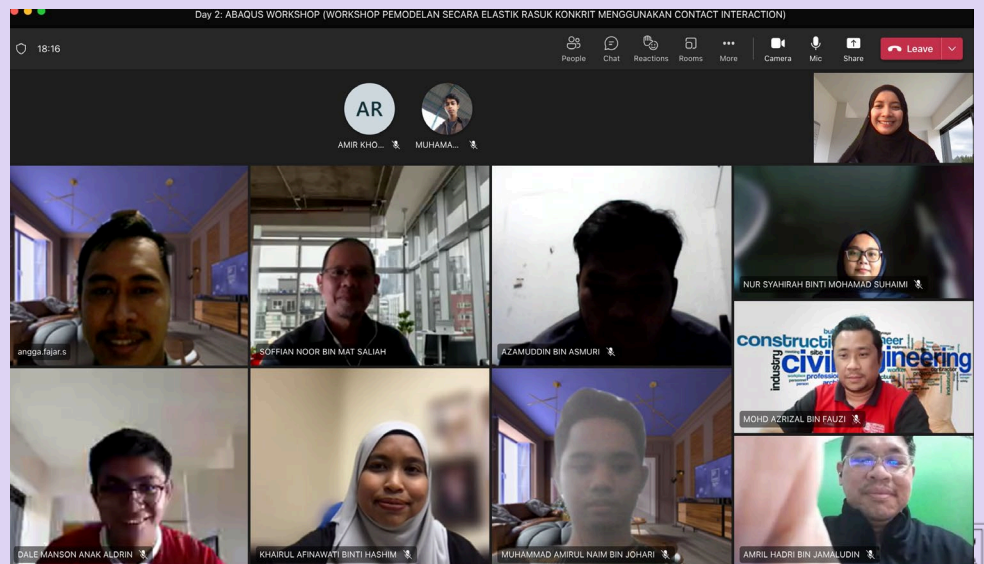 Day 2: ABAQUS WORKSHOP (WORKSHOP PEMODELAN SECARA ELASTIK RASUK KONKRIT MENGGUNAKAN CONTACT INTERACTION)
18:16
People
Chat
Reactions
Rooms
More
Camera
Mic
Share
Leave
AR
AMIR KHO...
MUHAMA...
angga.fajar.s
SOFFIAN NOOR BIN MAT SALIAH
AZAMUDDIN BIN ASMURI
NUR SYAHIRAH BINTI MOHAMAD SUHAIMI
constructi
industry
site
civil
ineering
MOHD AZRIZAL BIN FAUZI
DALE MANSON ANAK ALDRIN
KHAIRUL AFINAWATI BINTI HASHIM
MUHAMMAD AMIRUL NAIM BIN JOHARI
AMRIL HADRI BIN JAMALUDIN